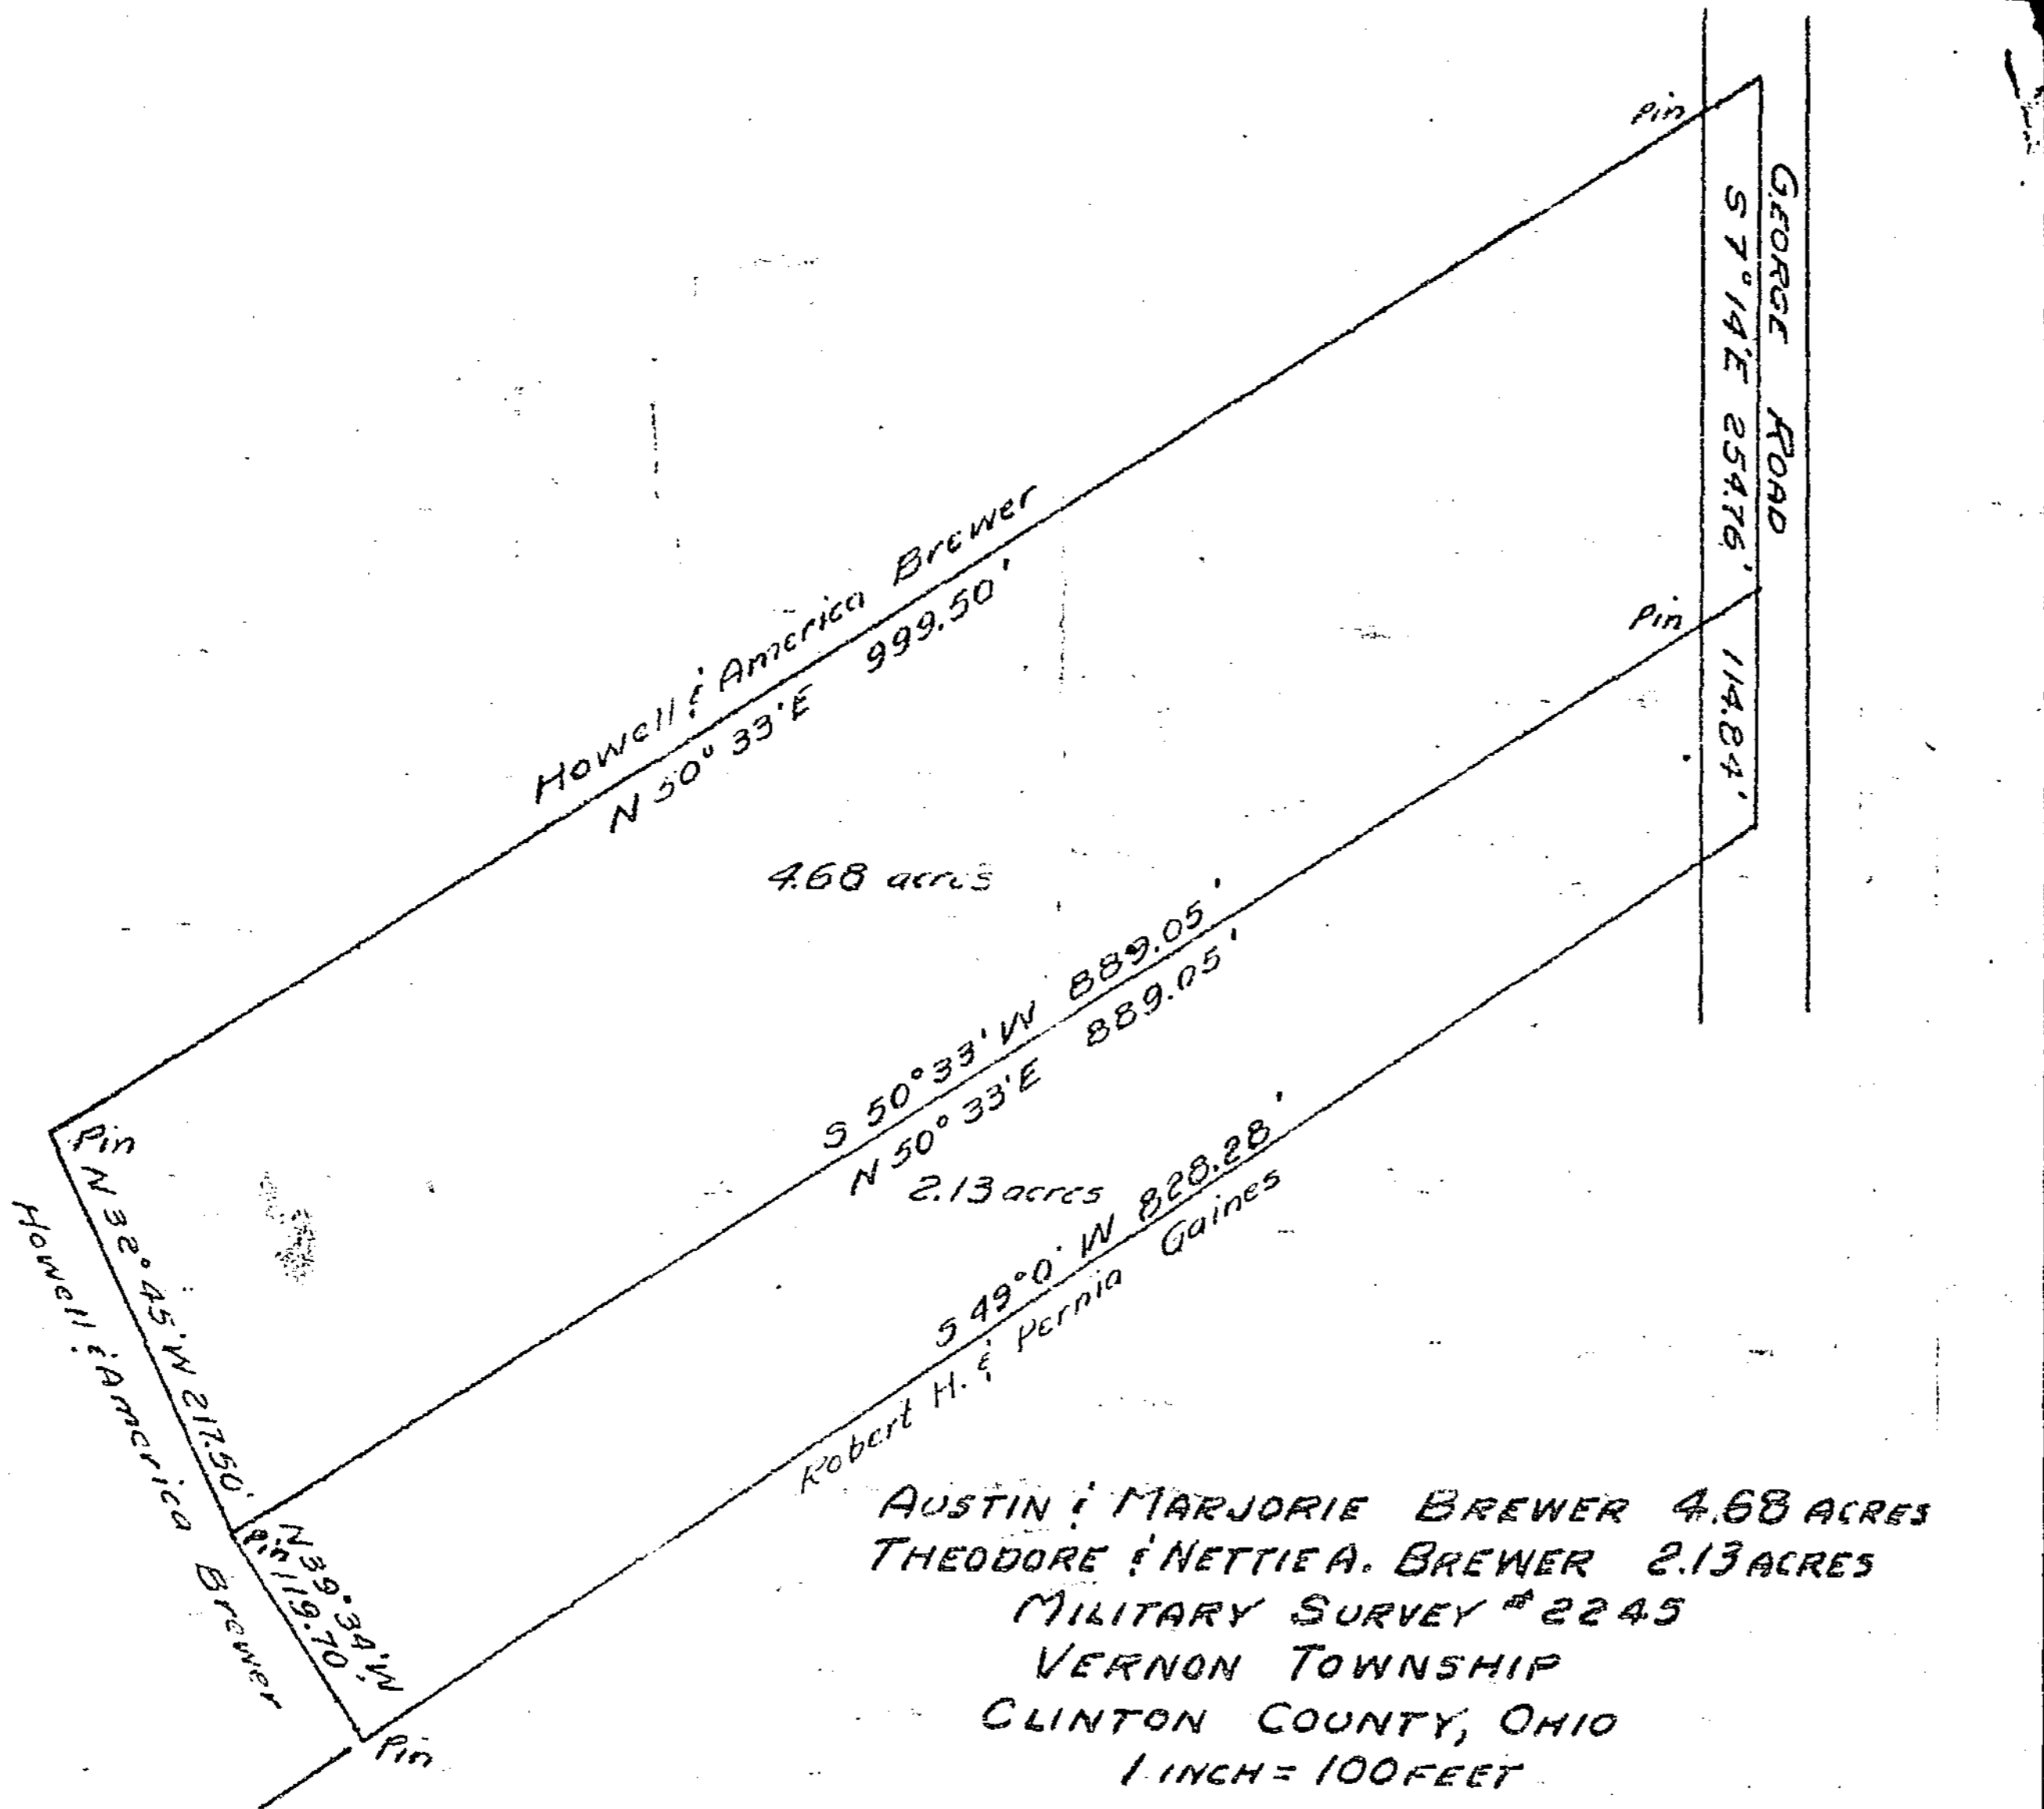 Pin
GEORGE ROAD
S 7° 14' E 254.76'
Pin
114.84'
Howell & America Brewer
N 50° 33' E 999.50'
4.68 acres
S 50° 33' W 889.05'
N 50° 33' E 889.05'
2.13 acres
S 49° 0' W 828.28'
Robert H. & Pernia Gaines
Pin
N 32° 45' W 217.50'
Howell & America Brewer
Pin
N 39° 34' W
119.70'
Pin
AUSTIN & MARJORIE BREWER 4.68 ACRES
THEODORE & NETTIE A. BREWER 2.13 ACRES
MILITARY SURVEY # 2245
VERNON TOWNSHIP
CLINTON COUNTY, OHIO
1 INCH = 100 FEET